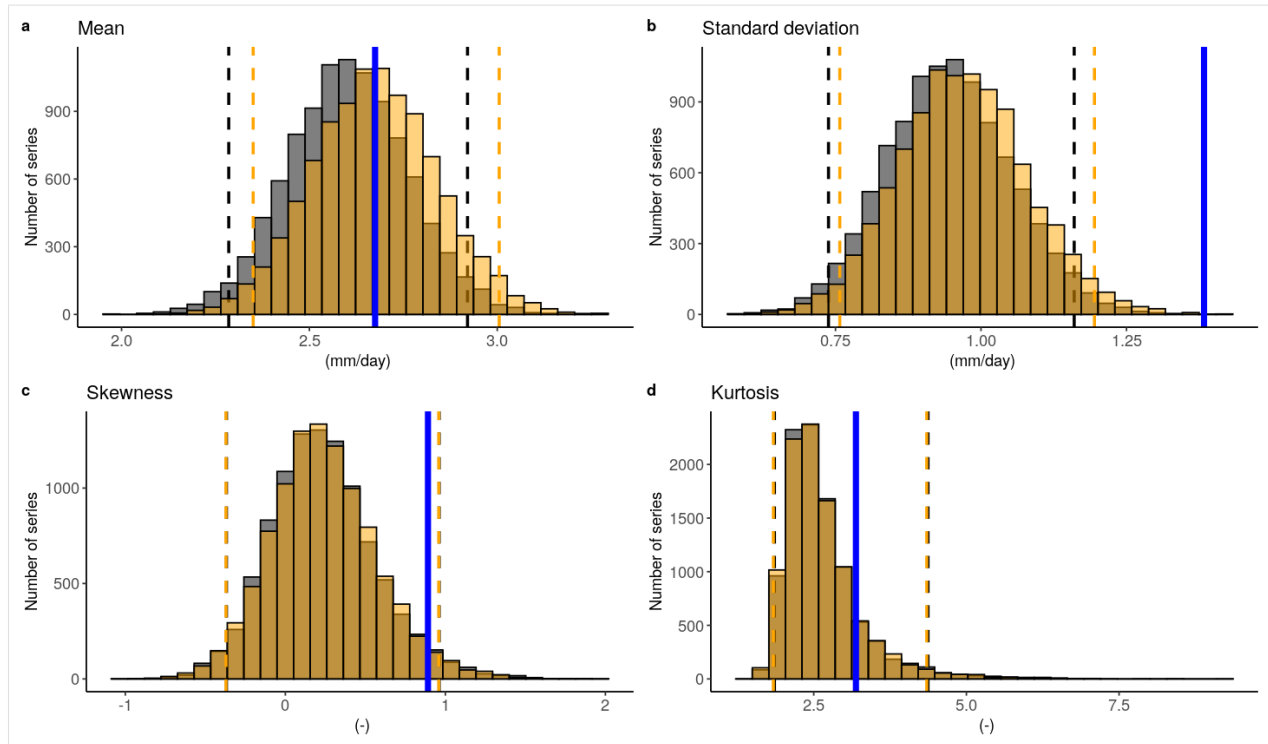 a Mean
Number of series
900
600
300
0
2.0 2.5 3.0
(mm/day)
b Standard deviation
Number of series
900
600
300
0
0.75 1.00 1.25
(mm/day)
c Skewness
Number of series
1000
500
0
-1 0 1 2
(-)
d Kurtosis
Number of series
2000
1500
1000
500
0
2.5 5.0 7.5
(-)